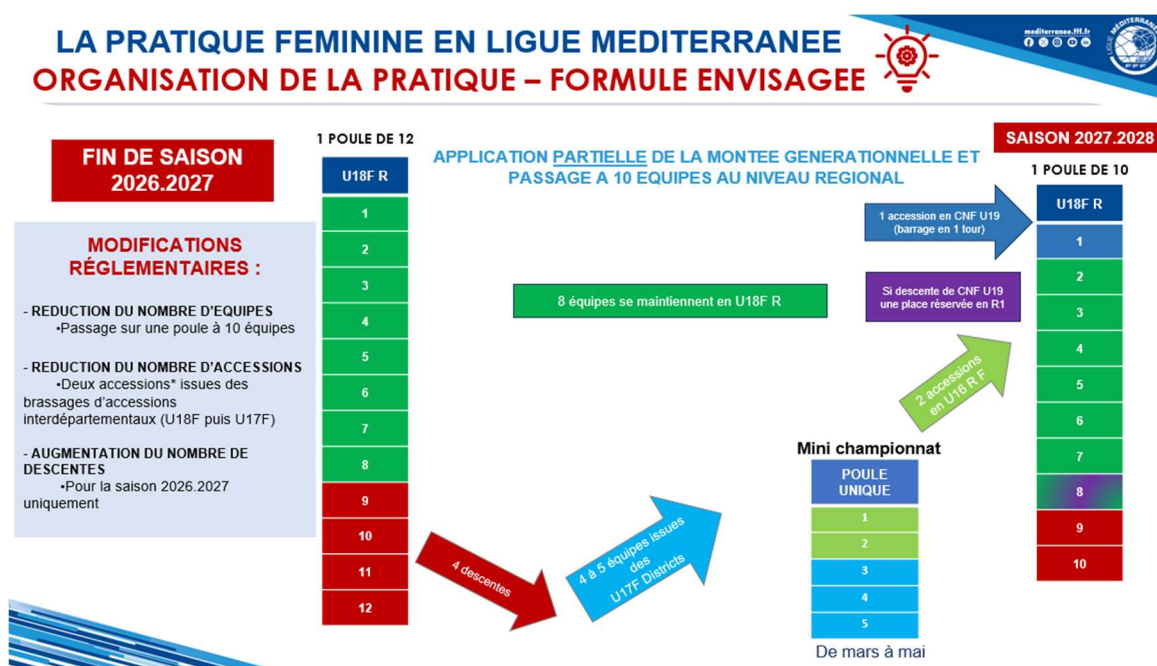 LA PRATIQUE FEMININE EN LIGUE MEDITERRANEE
ORGANISATION DE LA PRATIQUE – FORMULE ENVISAGEE
mediterranee.fff.fr
LIGUE MÉDITERRANÉE
FFF
FIN DE SAISON
2026.2027
MODIFICATIONS
RÉGLEMENTAIRES :
- REDUCTION DU NOMBRE D'EQUIPES
•Passage sur une poule à 10 équipes
- REDUCTION DU NOMBRE D'ACCESSIONS
•Deux accessions* issues des
brassages d'accessions
interdépartementaux (U18F puis U17F)
- AUGMENTATION DU NOMBRE DE
DESCENTES
•Pour la saison 2026.2027
uniquement
1 POULE DE 12
U18F R
1
2
3
4
5
6
7
8
9
10
11
12
APPLICATION PARTIELLE DE LA MONTEE GENERATIONNELLE ET
PASSAGE A 10 EQUIPES AU NIVEAU REGIONAL
8 équipes se maintiennent en U18F R
4 descentes
4 à 5 équipes issues
des
U17F Districts
Mini championnat
POULE
UNIQUE
1
2
3
4
5
De mars à mai
2 accessions
en U16 R F
1 accession en CNF U19
(barrage en 1 tour)
Si descente de CNF U19
une place réservée en R1
SAISON 2027.2028
1 POULE DE 10
U18F R
1
2
3
4
5
6
7
8
9
10